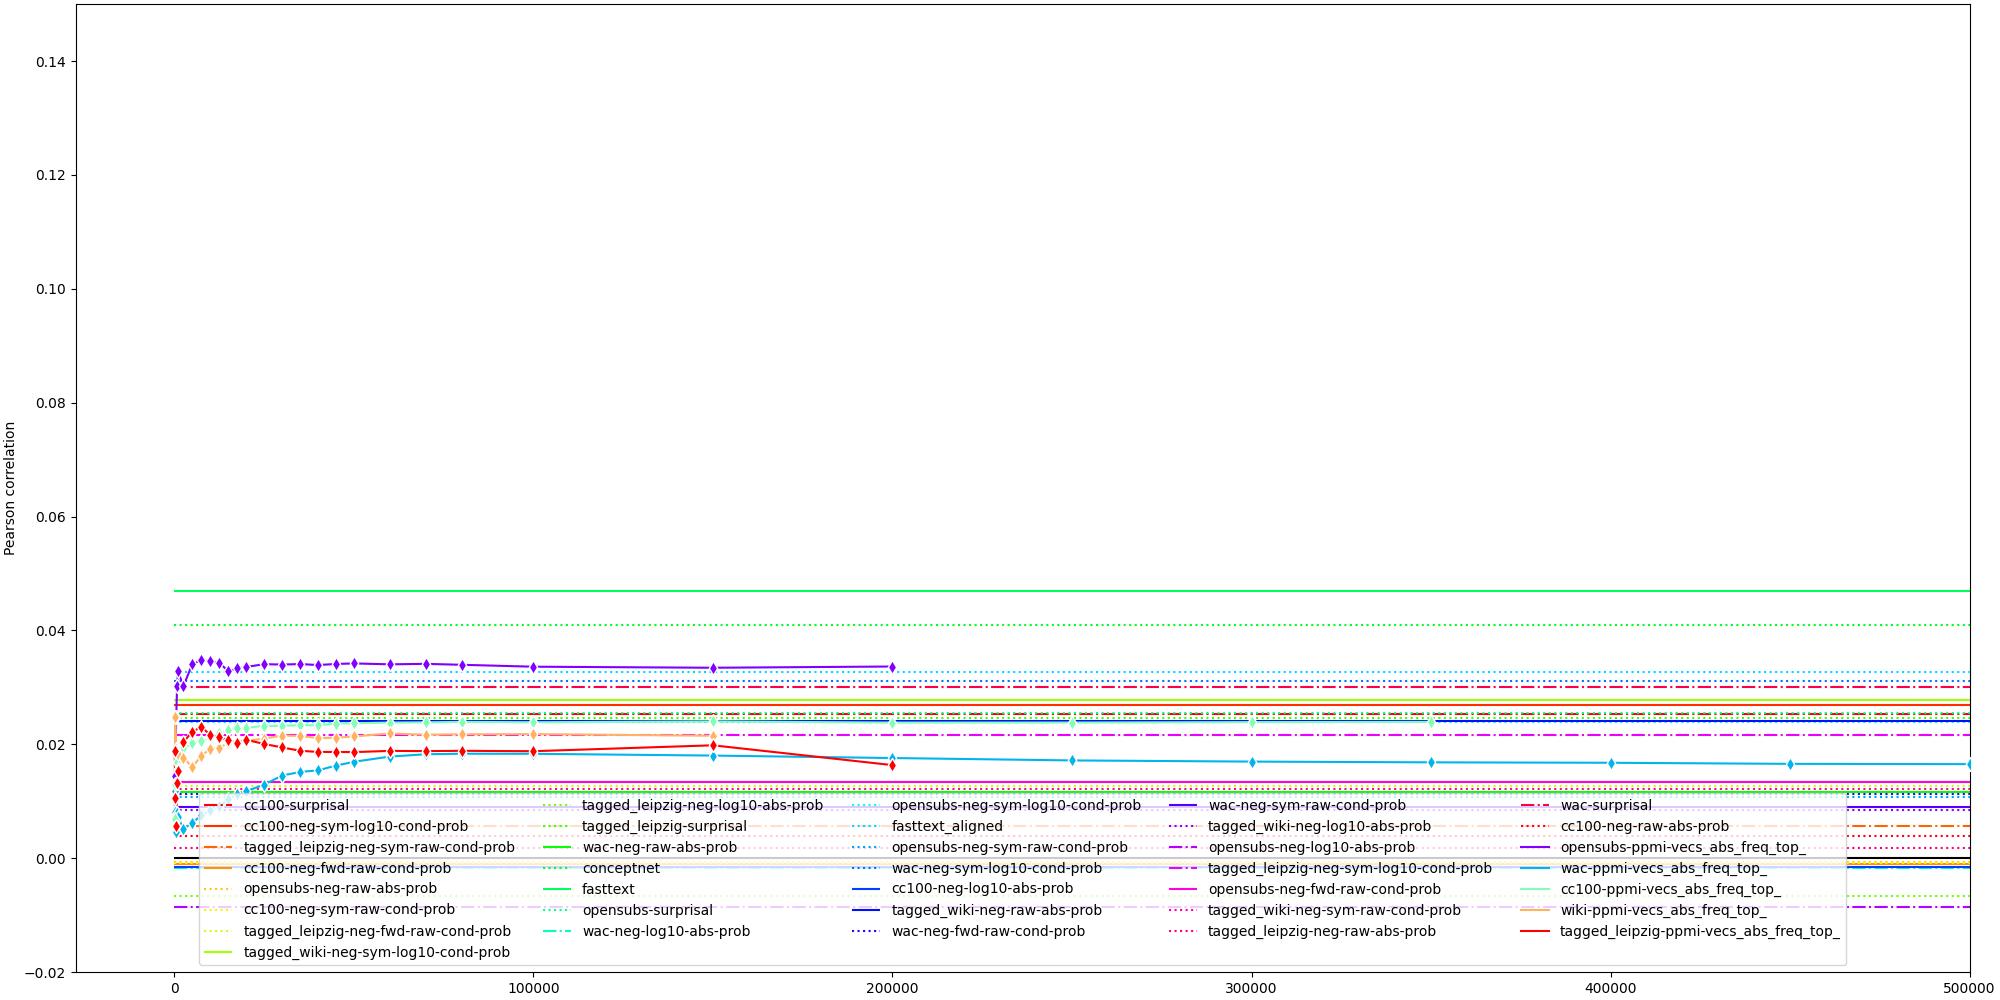 0.14
0.12
0.10
0.08
0.06
0.04
0.02
0.00
−0.02
Pearson correlation
0
100000
200000
300000
400000
500000
cc100-surprisal
cc100-neg-sym-log10-cond-prob
tagged_leipzig-neg-sym-raw-cond-prob
cc100-neg-fwd-raw-cond-prob
opensubs-neg-raw-abs-prob
cc100-neg-sym-raw-cond-prob
tagged_leipzig-neg-fwd-raw-cond-prob
tagged_wiki-neg-sym-log10-cond-prob
tagged_leipzig-neg-log10-abs-prob
tagged_leipzig-surprisal
wac-neg-raw-abs-prob
conceptnet
fasttext
opensubs-surprisal
wac-neg-log10-abs-prob
opensubs-neg-sym-log10-cond-prob
fasttext_aligned
opensubs-neg-sym-raw-cond-prob
wac-neg-sym-log10-cond-prob
cc100-neg-log10-abs-prob
tagged_wiki-neg-raw-abs-prob
wac-neg-fwd-raw-cond-prob
wac-neg-sym-raw-cond-prob
tagged_wiki-neg-log10-abs-prob
opensubs-neg-log10-abs-prob
tagged_leipzig-neg-sym-log10-cond-prob
opensubs-neg-fwd-raw-cond-prob
tagged_wiki-neg-sym-raw-cond-prob
tagged_leipzig-neg-raw-abs-prob
wac-surprisal
cc100-neg-raw-abs-prob
opensubs-ppmi-vecs_abs_freq_top_
wac-ppmi-vecs_abs_freq_top_
cc100-ppmi-vecs_abs_freq_top_
wiki-ppmi-vecs_abs_freq_top_
tagged_leipzig-ppmi-vecs_abs_freq_top_